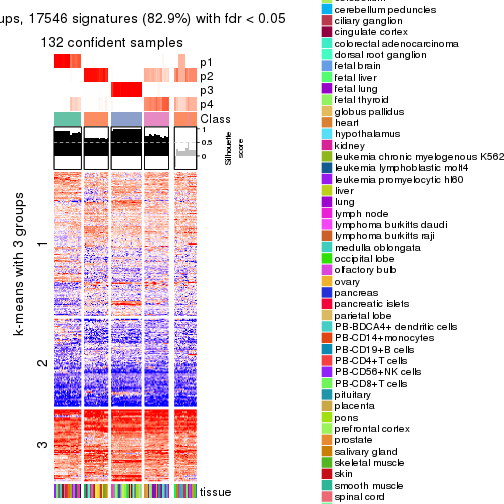 ups, 17546 signatures (82.9%) with fdr < 0.05
132 confident samples
p1
p2
p3
p4
Class
1
0.5
0
Silhouette
score
k-means with 3 groups
1
2
3
tissue
cerebellum peduncles
ciliary ganglion
cingulate cortex
colorectal adenocarcinoma
dorsal root ganglion
fetal brain
fetal liver
fetal lung
fetal thyroid
globus pallidus
heart
hypothalamus
kidney
leukemia chronic myelogenous K562
leukemia lymphoblastic molt4
leukemia promyelocytic hl60
liver
lung
lymph node
lymphoma burkitts daudi
lymphoma burkitts raji
medulla oblongata
occipital lobe
olfactory bulb
ovary
pancreas
pancreatic islets
parietal lobe
PB-BDCA4+ dendritic cells
PB-CD14+monocytes
PB-CD19+B cells
PB-CD4+T cells
PB-CD56+NK cells
PB-CD8+T cells
pituitary
placenta
pons
prefrontal cortex
prostate
salivary gland
skeletal muscle
skin
smooth muscle
spinal cord